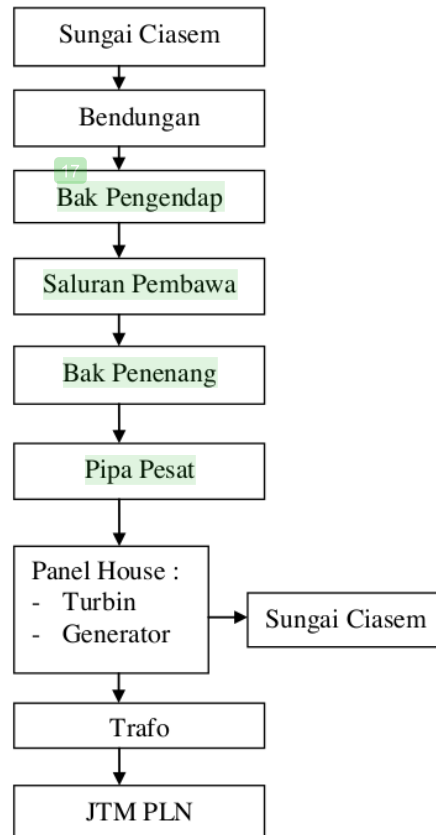 Sungai Ciasem
Bendungan
17
Bak Pengendap
Saluran Pembawa
Bak Penenang
Pipa Pesat
Panel House :
- Turbin
- Generator
Sungai Ciasem
Trafo
JTM PLN